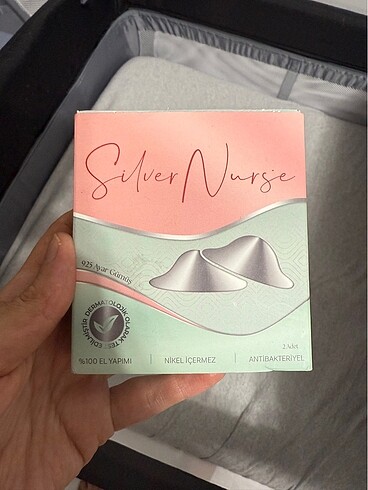 Silver Nurse
925 Ayar Gümüş
DERMATOLOJİK OLARAK TEST EDİLMİŞTİR
2 Adet
%100 EL YAPIMI
NİKEL İÇERMEZ
ANTİBAKTERİYEL